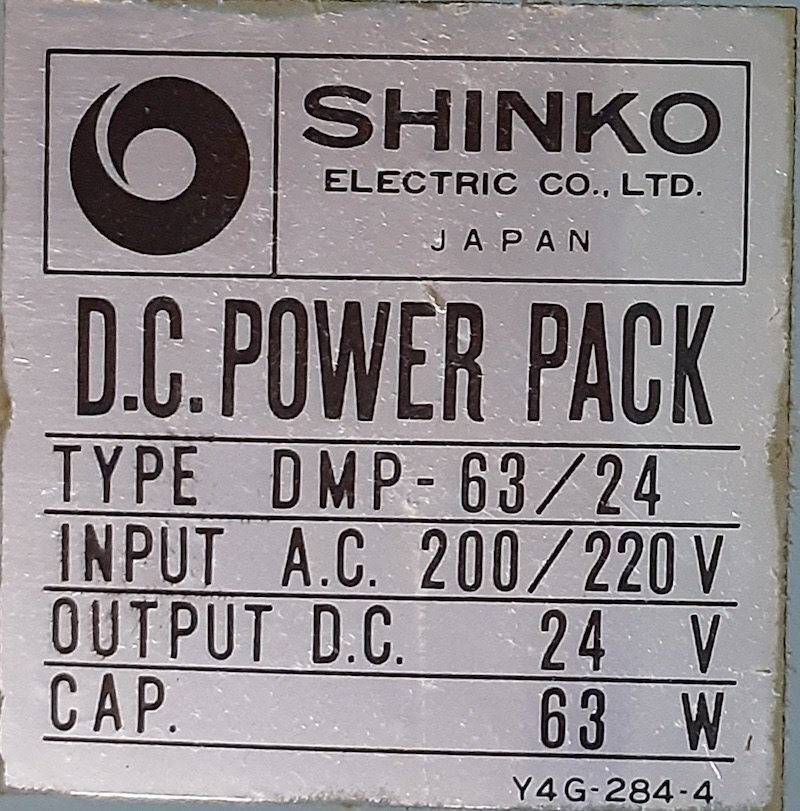 SHINKO
ELECTRIC CO., LTD.
JAPAN
D.C. POWER PACK
TYPE DMP-63/24
INPUT A.C. 200/220V
OUTPUT D.C. 24 V
CAP. 63 W
Y4G-284-4